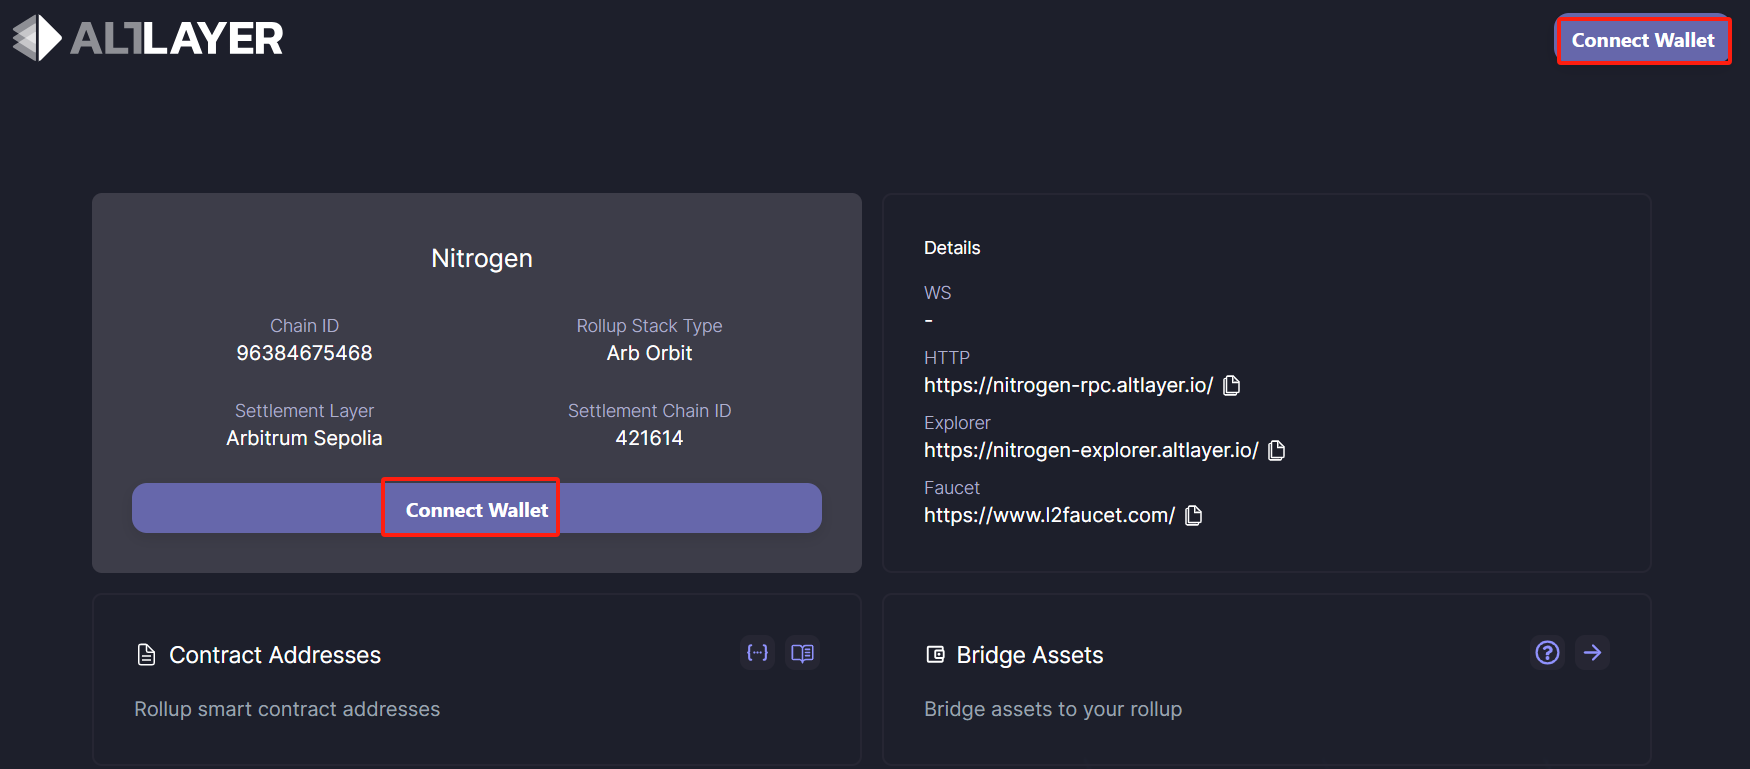 ALTLAYER
Connect Wallet
Nitrogen
Chain ID
96384675468
Rollup Stack Type
Arb Orbit
Settlement Layer
Arbitrum Sepolia
Settlement Chain ID
421614
Connect Wallet
Details
WS
-
HTTP
https://nitrogen-rpc.altlayer.io/
Explorer
https://nitrogen-explorer.altlayer.io/
Faucet
https://www.l2faucet.com/
Contract Addresses
Rollup smart contract addresses
Bridge Assets
Bridge assets to your rollup